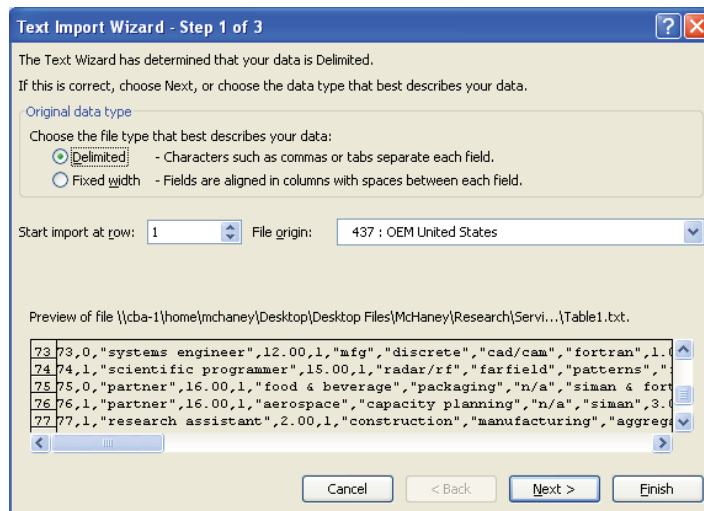 Text Import Wizard - Step 1 of 3
The Text Wizard has determined that your data is Delimited.
If this is correct, choose Next, or choose the data type that best describes your data.
Original data type
Choose the file type that best describes your data:
Delimited - Characters such as commas or tabs separate each field.
Fixed width - Fields are aligned in columns with spaces between each field.
Start import at row: 1 File origin: 437 : OEM United States
Preview of file \\cba-1\home\mchaney\Desktop\Desktop Files\McHaney\Research\Servi...\Table1.txt.
73 73,0,"systems engineer",12.00,1,"mfg","discrete","cad/cam","fortran",1.0
74 74,1,"scientific programmer",15.00,1,"radar/rf","farfield","patterns","
75 75,0,"partner",16.00,1,"food & beverage","packaging","n/a","siman & fort
76 76,1,"partner",16.00,1,"aerospace","capacity planning","n/a","siman",3.0
77 77,1,"research assistant",2.00,1,"construction","manufacturing","aggrega
Cancel < Back Next > Finish